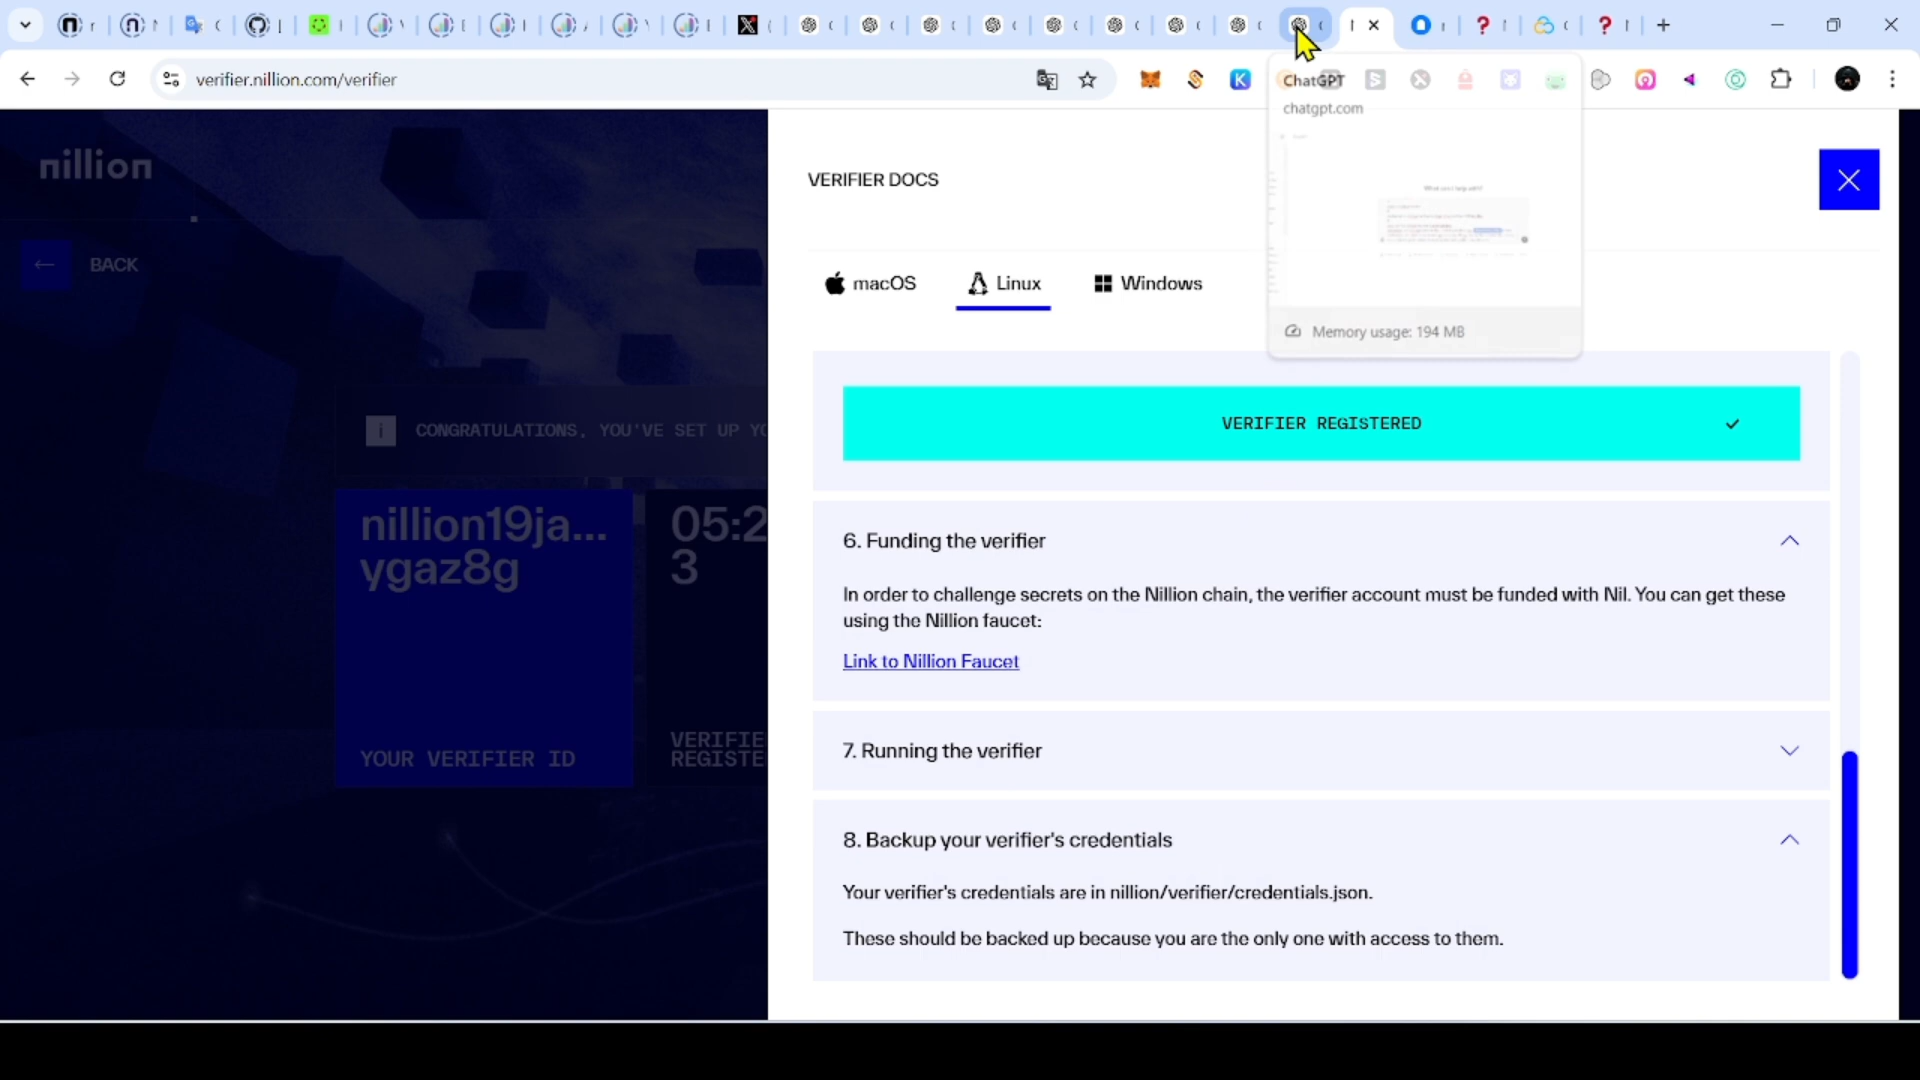 verifier.nillion.com/verifier
ChatGPT
chatgpt.com
Memory usage: 194 MB
nillion
BACK
CONGRATULATIONS, YOU'VE SET UP
nillion19ja...
ygaz8g
YOUR VERIFIER ID
05:2
3
VERIFIE
REGISTE
VERIFIER DOCS
macOS
Linux
Windows
VERIFIER REGISTERED
6. Funding the verifier
In order to challenge secrets on the Nillion chain, the verifier account must be funded with Nil. You can get these
using the Nillion faucet:
Link to Nillion Faucet
7. Running the verifier
8. Backup your verifier's credentials
Your verifier's credentials are in nillion/verifier/credentials.json.
These should be backed up because you are the only one with access to them.